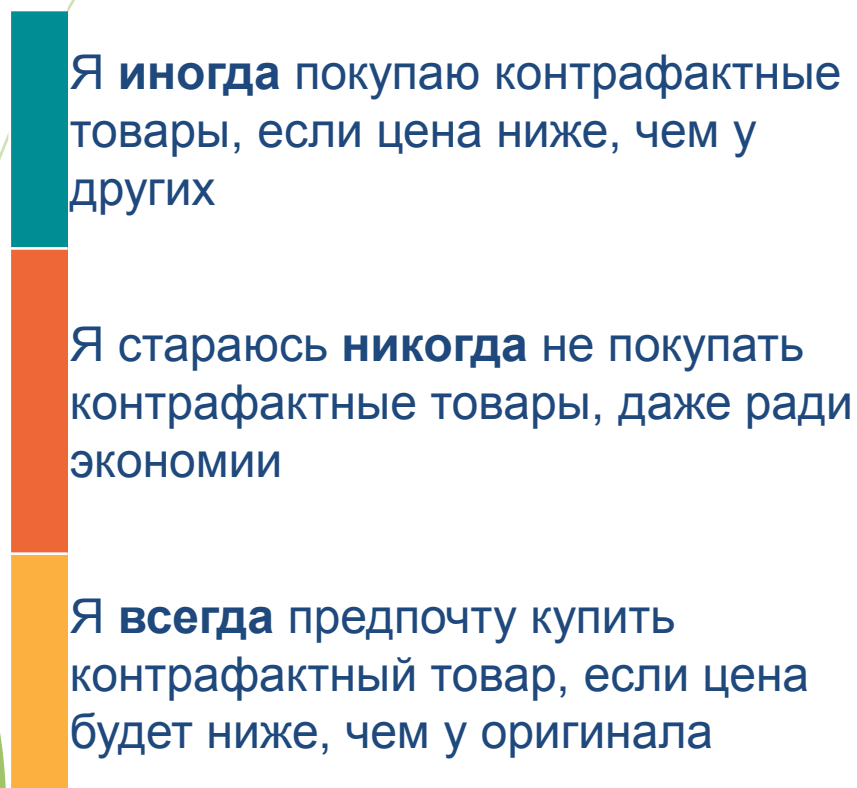 Я иногда покупаю контрафактные
товары, если цена ниже, чем у
других
Я стараюсь никогда не покупать
контрафактные товары, даже ради
экономии
Я всегда предпочту купить
контрафактный товар, если цена
будет ниже, чем у оригинала